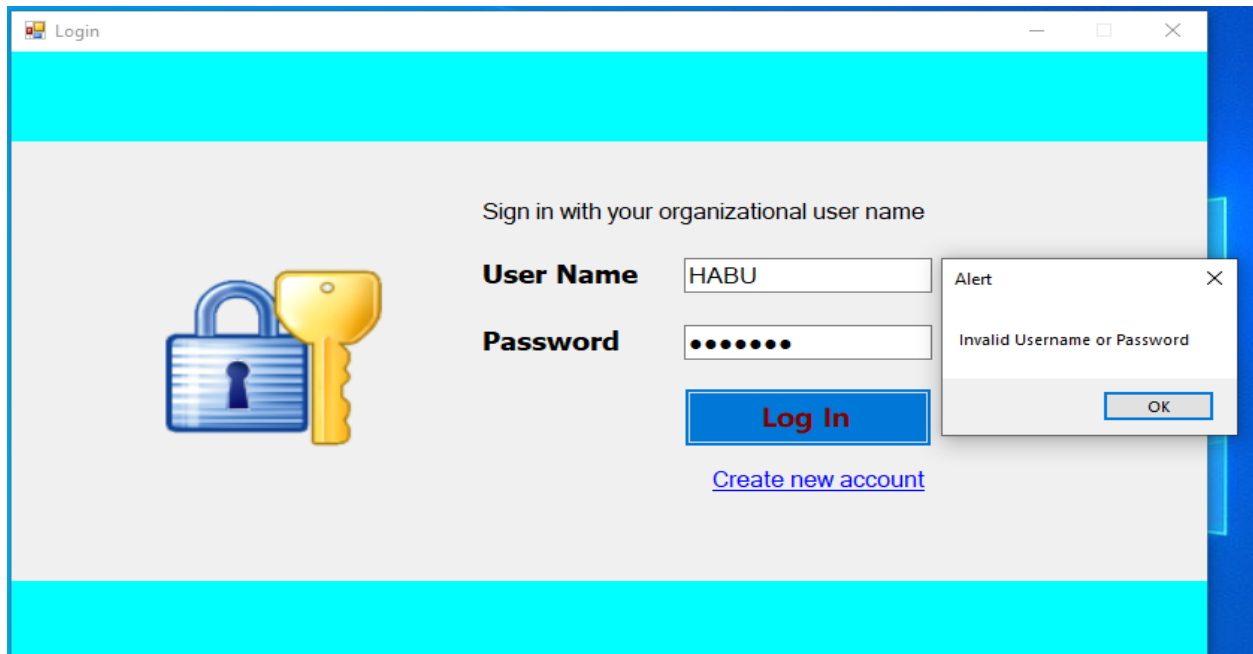 Login
Sign in with your organizational user name
User Name HABU
Password •••••••
Log In
Create new account
Alert
Invalid Username or Password
OK